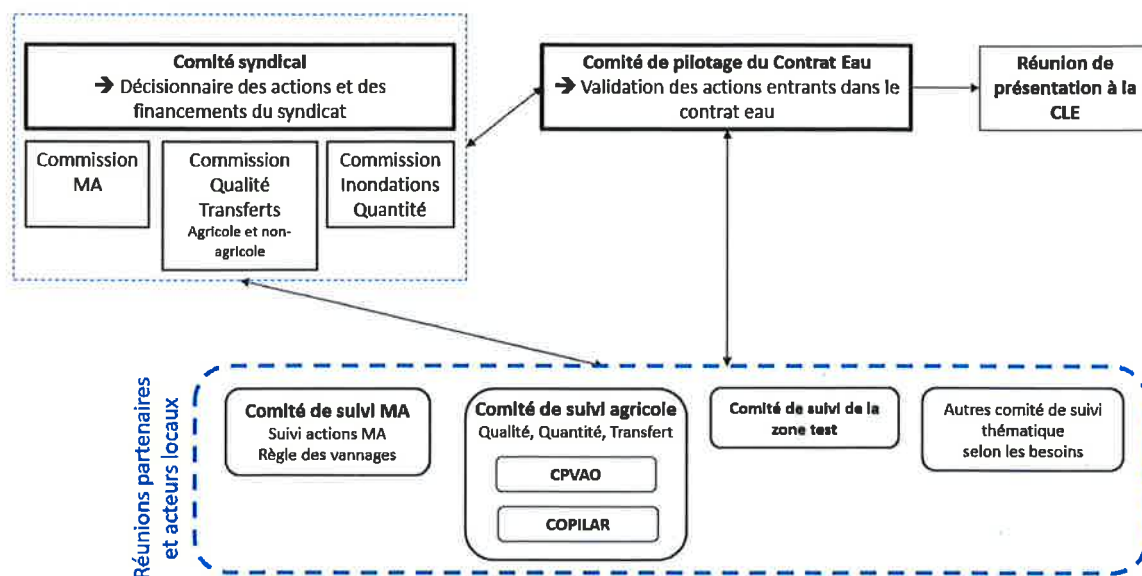 Comité syndical
➔ Décisionnaire des actions et des
financements du syndicat
Commission
MA
Commission
Qualité
Transferts
Agricole et non-
agricole
Commission
Inondations
Quantité
Comité de pilotage du Contrat Eau
➔ Validation des actions entrants dans le
contrat eau
Réunion de
présentation à la
CLE
Réunions partenaires
et acteurs locaux
Comité de suivi MA
Suivi actions MA
Règle des vannages
Comité de suivi agricole
Qualité, Quantité, Transfert
CPVAO
COPILAR
Comité de suivi de la
zone test
Autres comité de suivi
thématique
selon les besoins